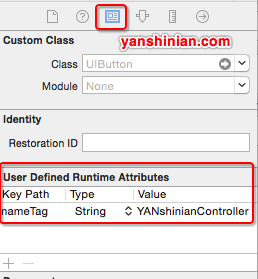 yanshinian.com
Custom Class
Class UIButton
Module None
Identity
Restoration ID
User Defined Runtime Attributes
Key Path Type Value
nameTag String YANshinianController